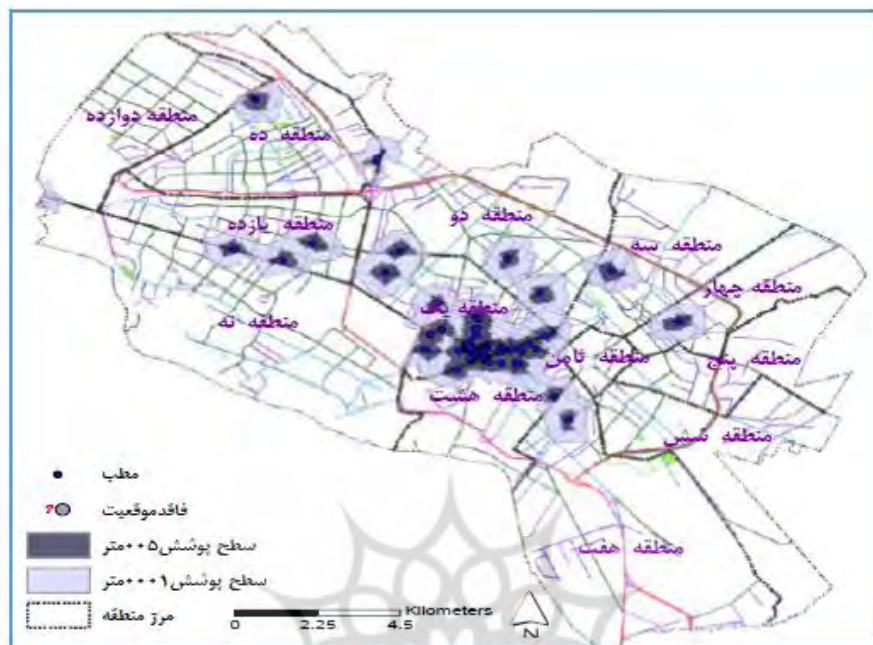 منطقه دوازده
منطقه ده
منطقه دو
منطقه یازده
منطقه سه
منطقه چهار
منطقه نه
منطقه یک
منطقه ثامن
منطقه پنج
منطقه هشت
منطقه شش
منطقه هفت
مطب
فاقدموقعیت
سطح پوشش۵۰۰متر
سطح پوشش۱۰۰۰متر
مرز منطقه
Kilometers
0 2.25 4.5
N